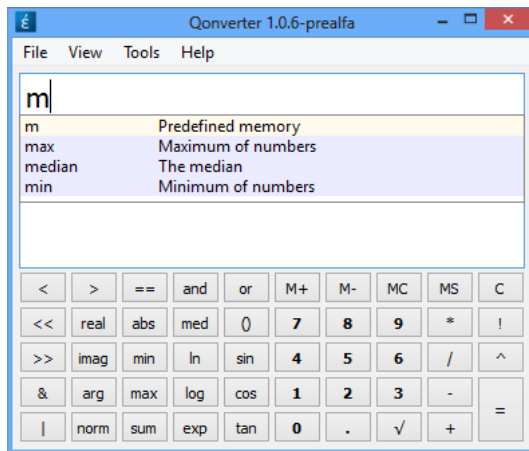 é Qonverter 1.0.6-prealfa
File View Tools Help
m
m Predefined memory
max Maximum of numbers
median The median
min Minimum of numbers
< > == and or M+ M- MC MS C
<< real abs med () 7 8 9 * !
>> imag min ln sin 4 5 6 / ^
& arg max log cos 1 2 3 - =
| norm sum exp tan 0 . √ +